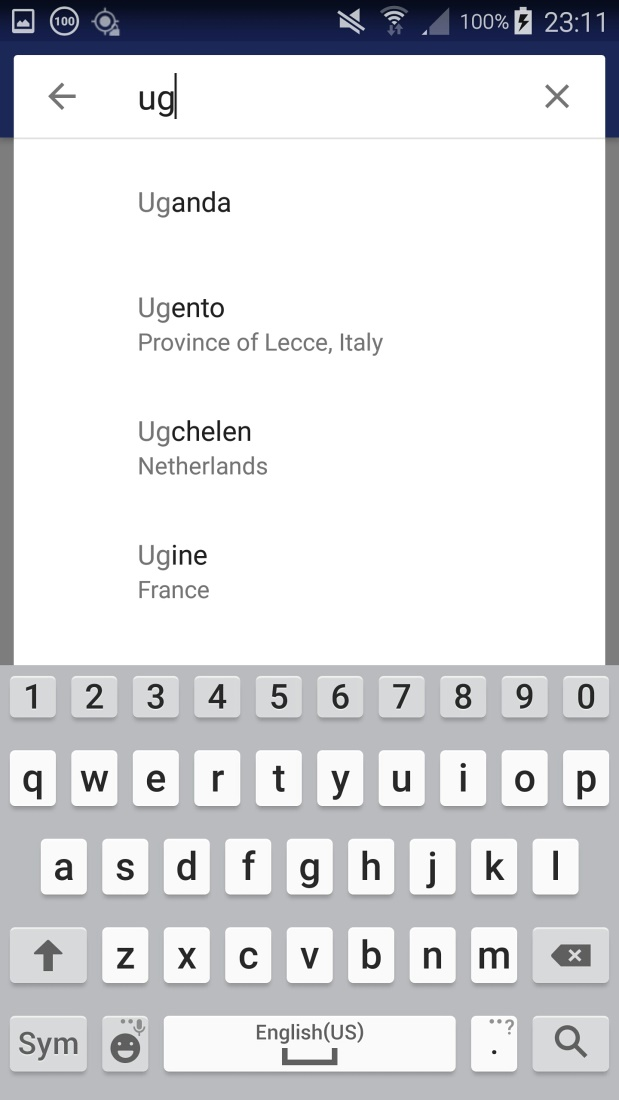 100 100% 23:11
ug
Uganda
Ugento
Province of Lecce, Italy
Ugchelen
Netherlands
Ugine
France
1 2 3 4 5 6 7 8 9 0
q w e r t y u i o p
a s d f g h j k l
z x c v b n m
Sym English(US) . ...?